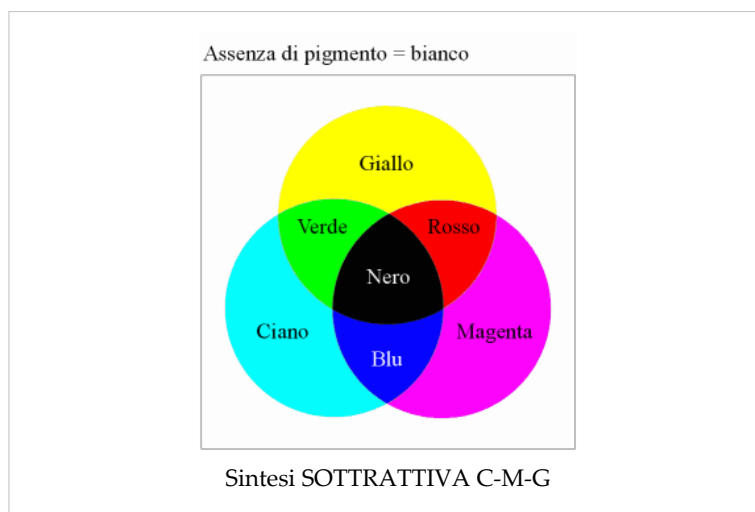 Assenza di pigmento = bianco
Giallo
Verde
Rosso
Nero
Ciano
Magenta
Blu
Sintesi SOTTRATTIVA C-M-G